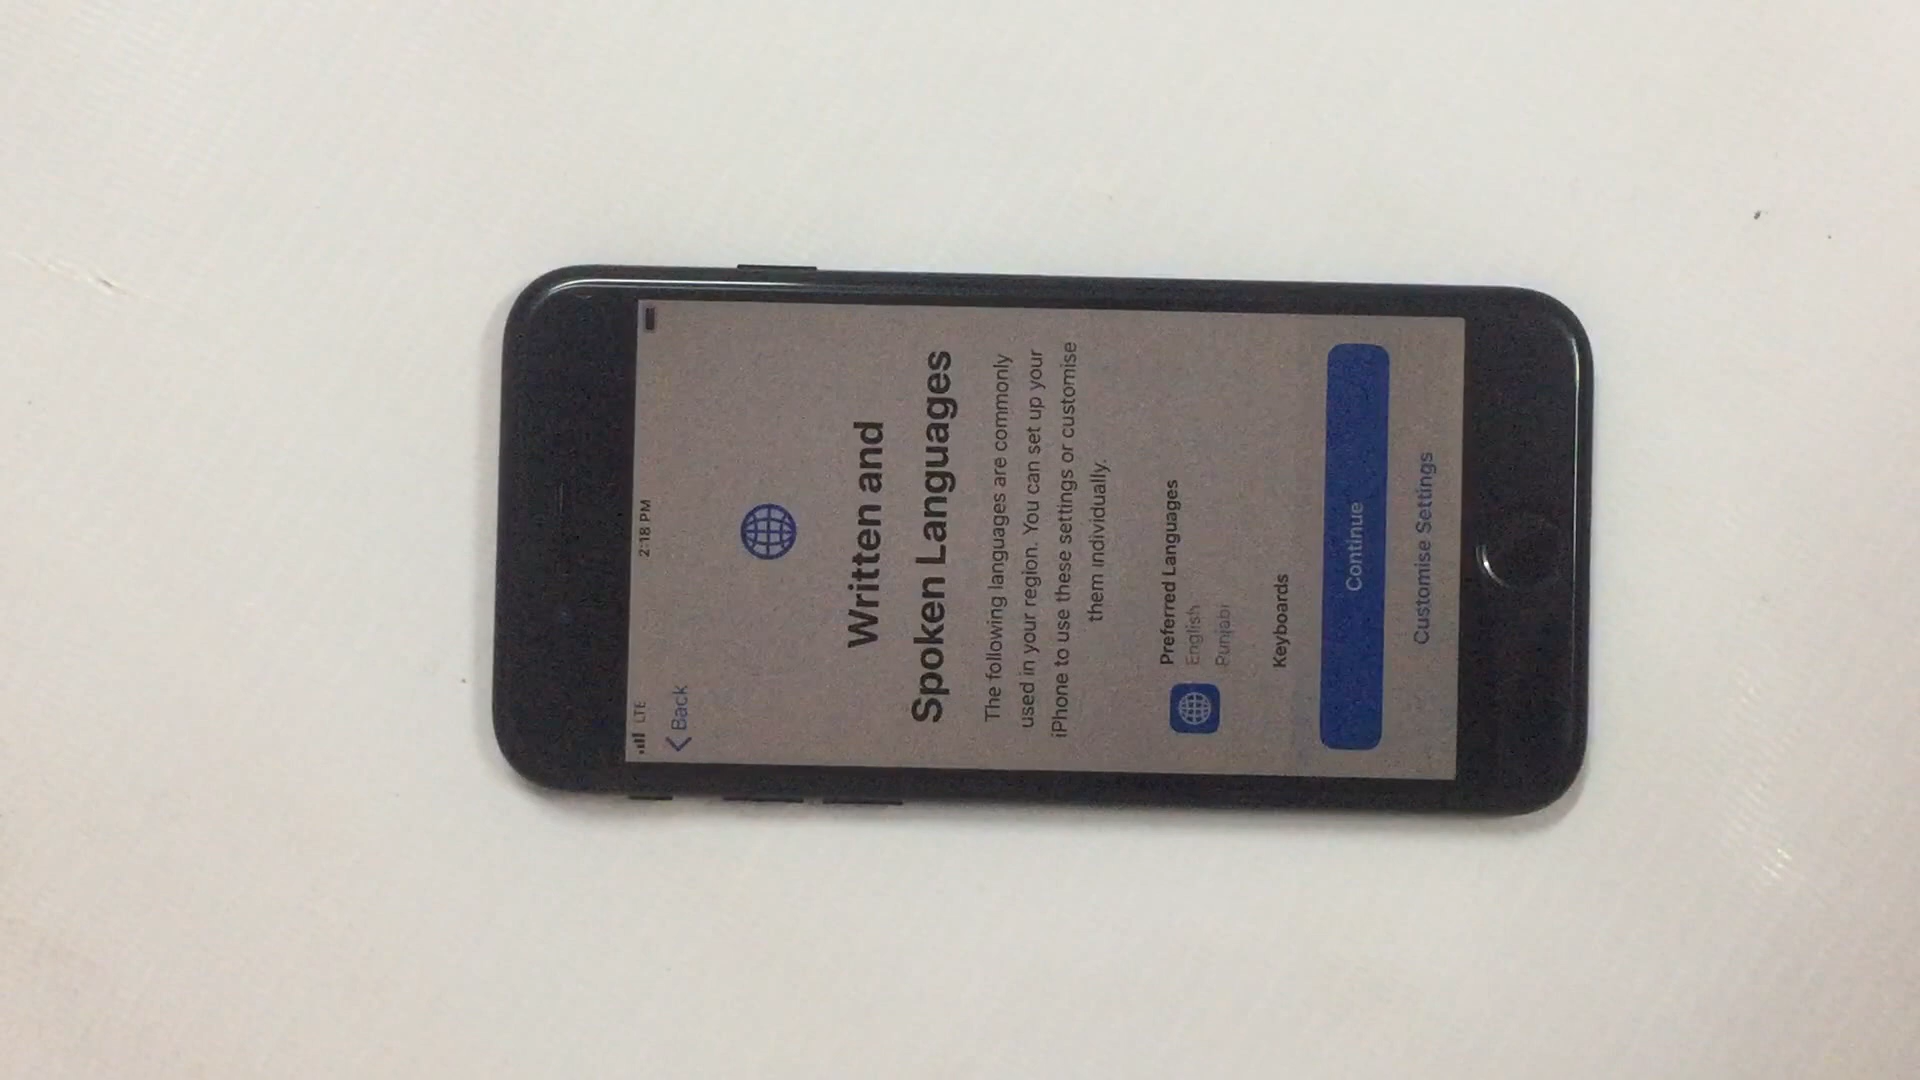 LTE 2:18 PM
Back
Written and
Spoken Languages
The following languages are commonly
used in your region. You can set up your
iPhone to use these settings or customise
them individually.
Preferred Languages
English
Punjabi
Keyboards
Continue
Customise Settings